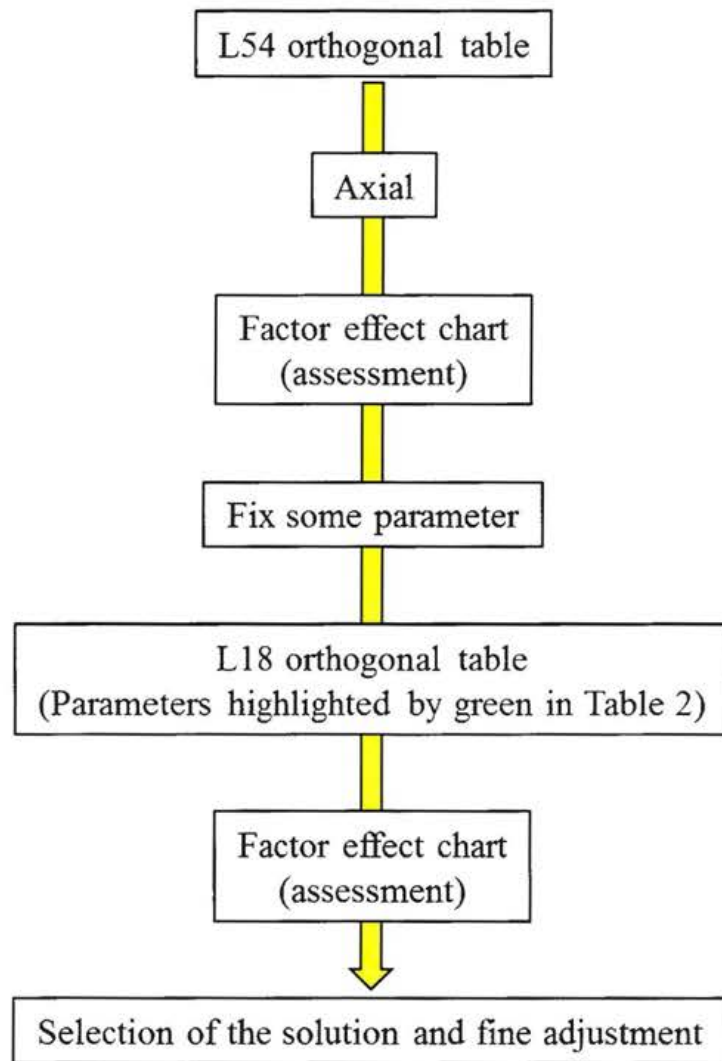 L54 orthogonal table
Axial
Factor effect chart
(assessment)
Fix some parameter
L18 orthogonal table
(Parameters highlighted by green in Table 2)
Factor effect chart
(assessment)
Selection of the solution and fine adjustment